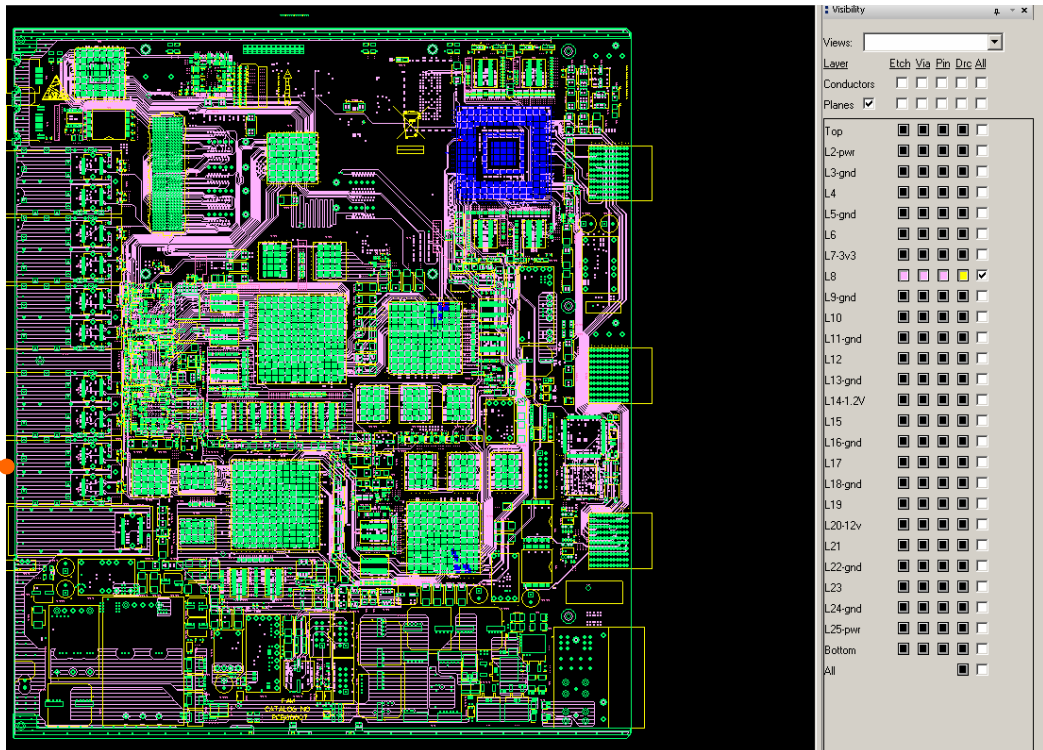 Visibility
Views:
Layer Etch Via Pin Drc All
Conductors
Planes
Top
L2-pwr
L3-gnd
L4
L5-gnd
L6
L7-3v3
L8
L9-gnd
L10
L11-gnd
L12
L13-gnd
L14-1.2V
L15
L16-gnd
L17
L18-gnd
L19
L20-12v
L21
L22-gnd
L23
L24-gnd
L25-pwr
Bottom
All
CATALOG NO